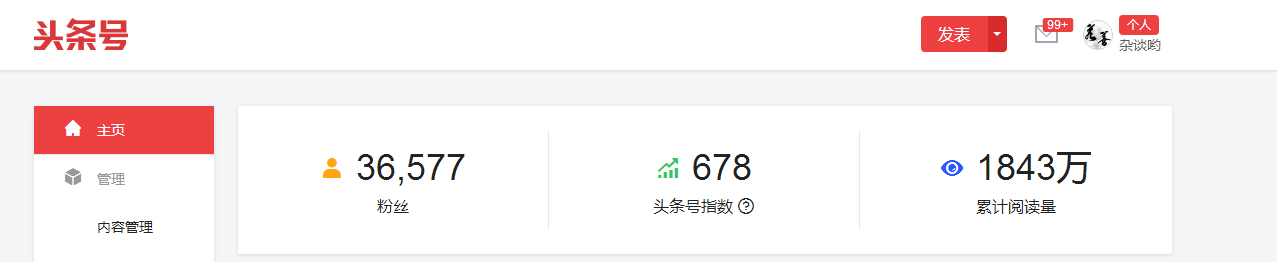 头条号
发表
99+
个人
杂谈哟
主页
管理
内容管理
36,577
粉丝
678
头条号指数 ?
1843万
累计阅读量